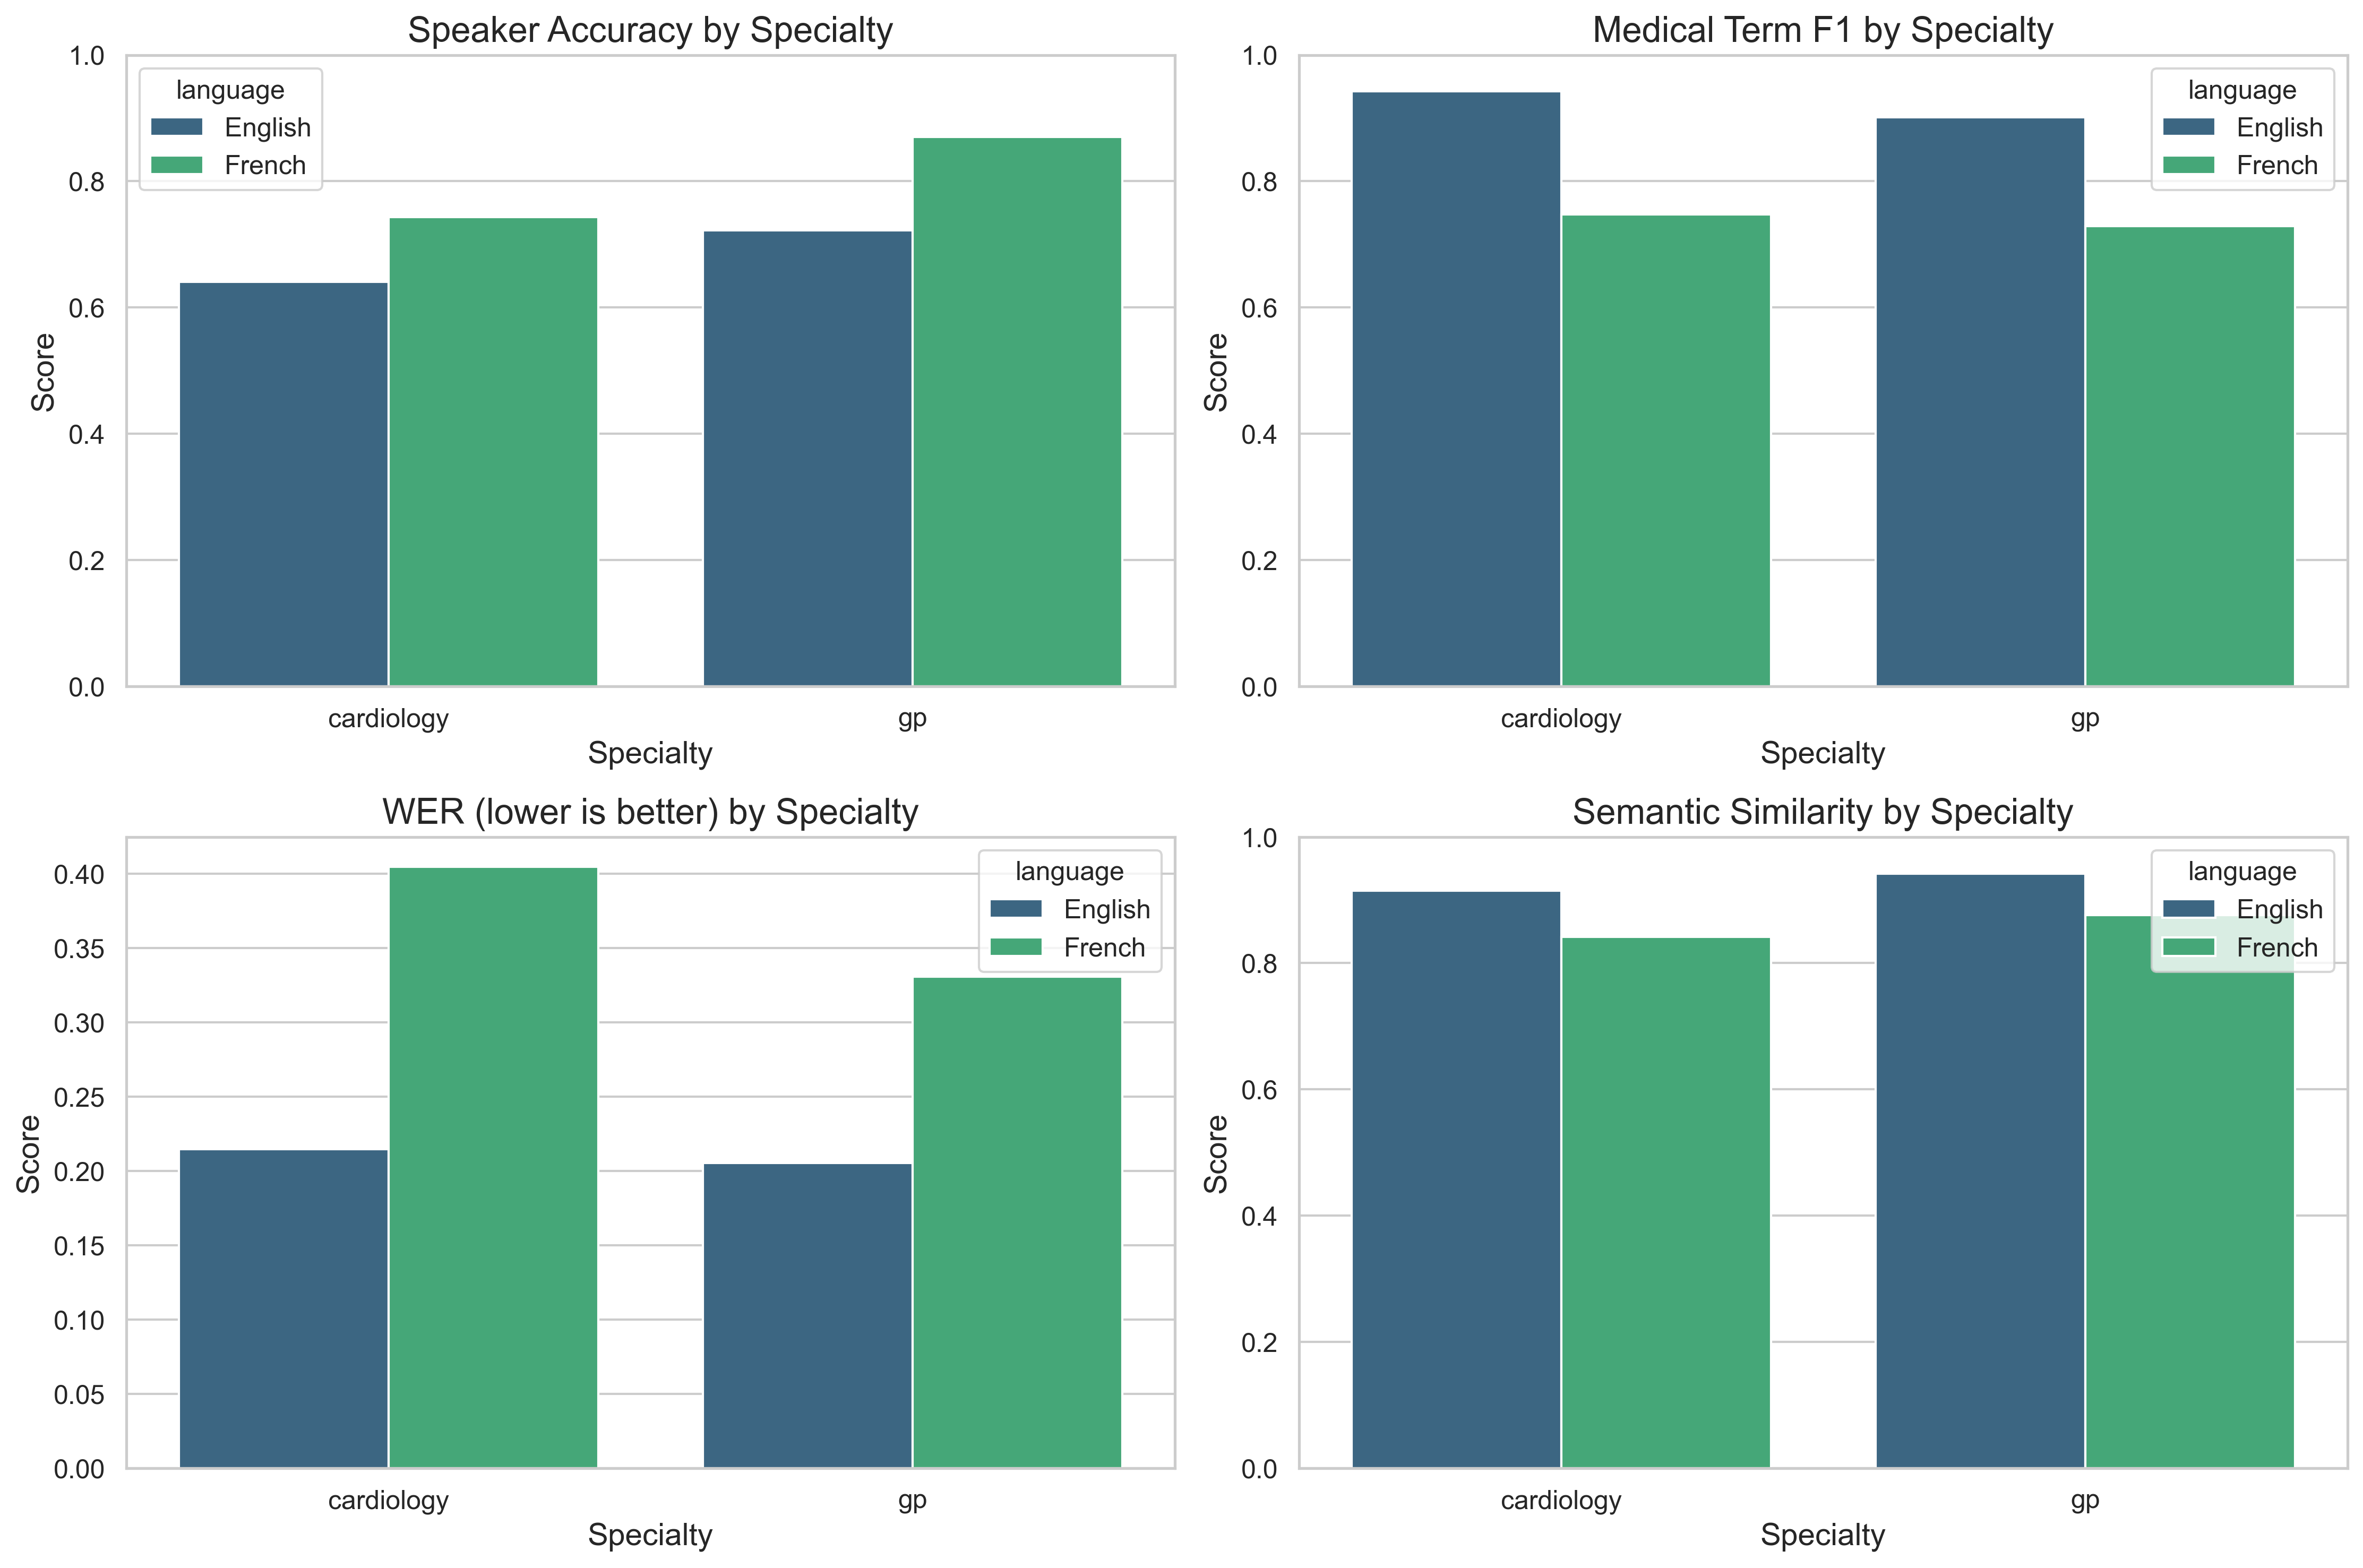 Speaker Accuracy by Specialty
1.0
0.8
0.6
0.4
0.2
0.0
Score
language
English
French
cardiology
gp
Specialty
Medical Term F1 by Specialty
1.0
0.8
0.6
0.4
0.2
0.0
Score
language
English
French
cardiology
gp
Specialty
WER (lower is better) by Specialty
0.40
0.35
0.30
0.25
0.20
0.15
0.10
0.05
0.00
Score
language
English
French
cardiology
gp
Specialty
Semantic Similarity by Specialty
1.0
0.8
0.6
0.4
0.2
0.0
Score
language
English
French
cardiology
gp
Specialty